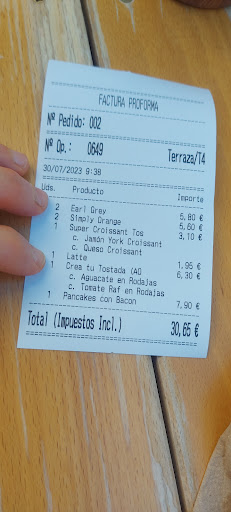 FACTURA PROFORMA
Nº Pedido: 002
Nº Op.: 0649 Terraza/T4
30/07/2023 9:38
Uds. Producto Importe
2 Earl Grey 5,80 €
2 Simply Orange 5,60 €
1 Super Croissant Tos 3,10 €
c. Jamón York Croissant
c. Queso Croissant
1 Latte 1,95 €
1 Crea tu Tostada (AO 6,30 €
c. Aguacate en Rodajas
c. Tomate Raf en Rodajas
1 Pancakes con Bacon 7,90 €
Total (Impuestos Incl.) 30,65 €